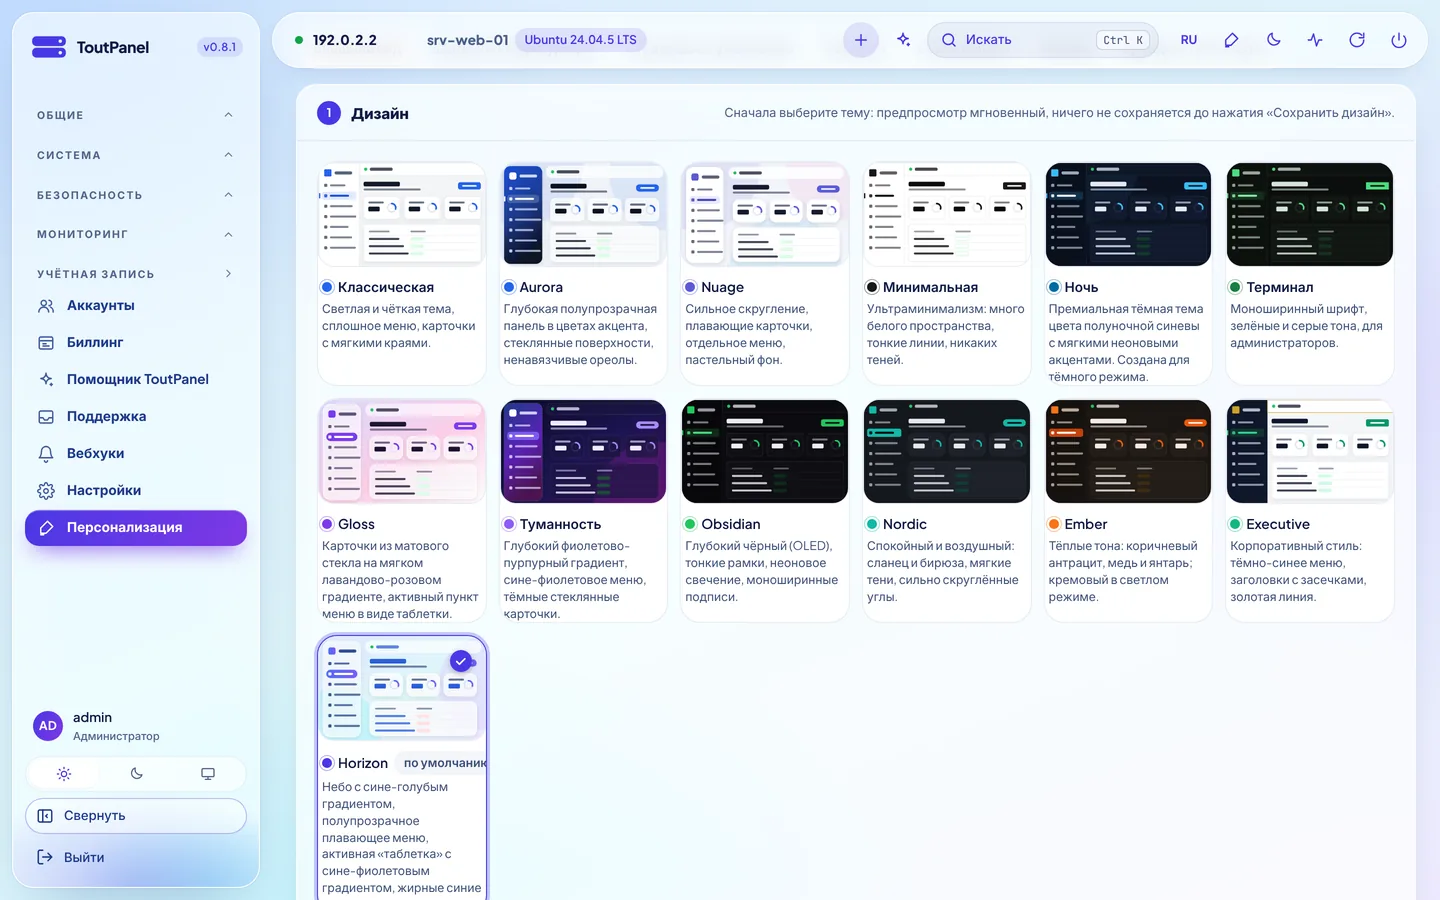 ToutPanel
v0.8.1
ОБЩИЕ
СИСТЕМА
БЕЗОПАСНОСТЬ
МОНИТОРИНГ
УЧЁТНАЯ ЗАПИСЬ
Аккаунты
Биллинг
Помощник ToutPanel
Поддержка
Вебхуки
Настройки
Персонализация
AD
admin
Администратор
Свернуть
Выйти
192.0.2.2
srv-web-01
Ubuntu 24.04.5 LTS
Искать
Ctrl K
RU
1
Дизайн
Сначала выберите тему: предпросмотр мгновенный, ничего не сохраняется до нажатия «Сохранить дизайн».
Классическая
Светлая и чёткая тема,
сплошное меню, карточки
с мягкими краями.
Aurora
Глубокая полупрозрачная
панель в цветах акцента,
стеклянные поверхности,
ненавязчивые ореолы.
Nuage
Сильное скругление,
плавающие карточки,
отдельное меню,
пастельный фон.
Минимальная
Ультраминимализм: много
белого пространства,
тонкие линии, никаких
теней.
Ночь
Премиальная тёмная тема
цвета полуночной синевы
с мягкими неоновыми
акцентами. Создана для
тёмного режима.
Терминал
Моноширинный шрифт,
зелёные и серые тона, для
администраторов.
Gloss
Карточки из матового
стекла на мягком
лавандово-розовом
градиенте, активный пункт
меню в виде таблетки.
Туманность
Глубокий фиолетово-
пурпурный градиент,
сине-фиолетовое меню,
тёмные стеклянные
карточки.
Obsidian
Глубокий чёрный (OLED),
тонкие рамки, неоновое
свечение, моноширинные
подписи.
Nordic
Спокойный и воздушный:
сланец и бирюза, мягкие
тени, сильно скруглённые
углы.
Ember
Тёплые тона: коричневый
антрацит, медь и янтарь;
кремовый в светлом
режиме.
Executive
Корпоративный стиль:
тёмно-синее меню,
заголовки с засечками,
золотая линия.
Horizon
по умолчанию
Небо с сине-голубым
градиентом,
полупрозрачное
плавающее меню,
активная «таблетка» с
сине-фиолетовым
градиентом, жирные синие